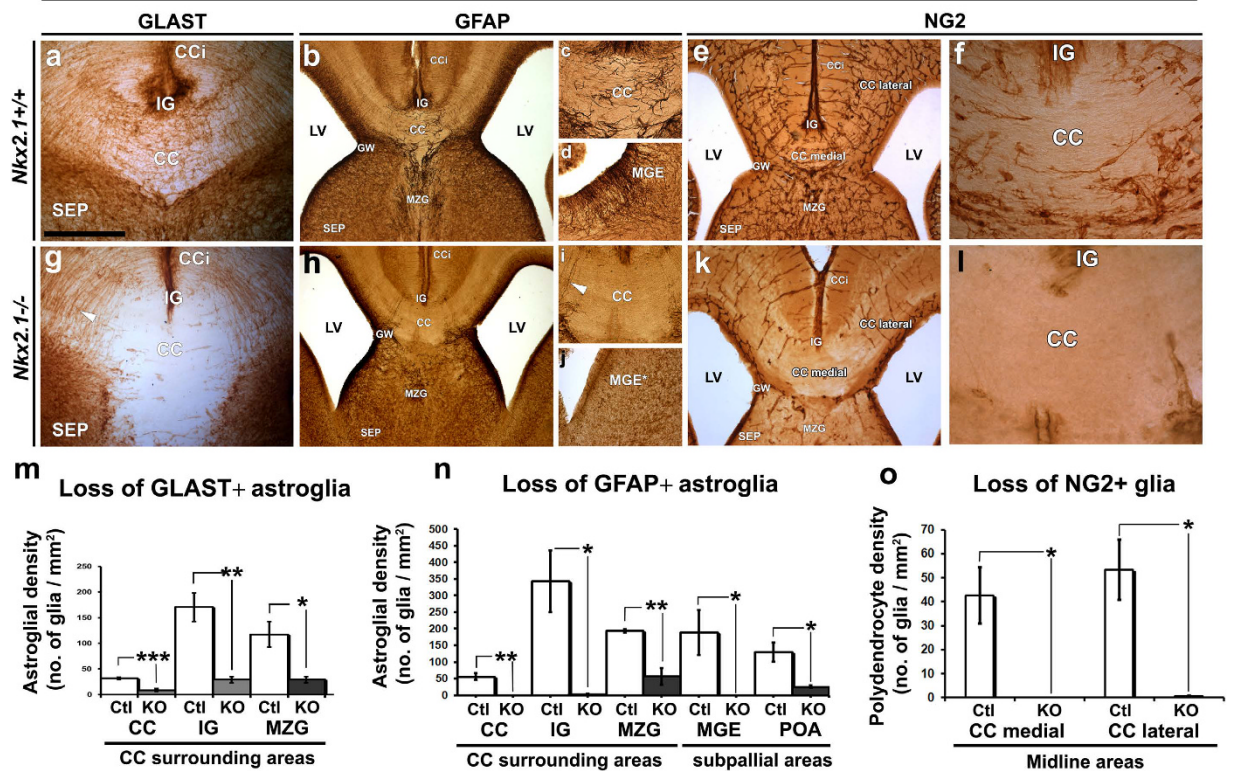 GLAST GFAP NG2
Nkx2.1+/+
a CCi IG CC SEP
b CCi IG CC LV LV GW MZG SEP
c CC
d MGE
e CCi CC lateral IG CC medial LV LV GW MZG SEP
f IG CC
Nkx2.1-/-
g CCi IG CC SEP
h CCi IG CC LV LV GW MZG SEP
i CC
j MGE*
k CCi CC lateral IG CC medial LV LV GW MZG SEP
l IG CC
m
Loss of GLAST+ astroglia
Astroglial density
(no. of glia / mm²)
250
200
150
100
50
0
*** ** *
Ctl KO Ctl KO Ctl KO
CC IG MZG
CC surrounding areas
n
Loss of GFAP+ astroglia
Astroglial density
(no. of glia / mm²)
500
450
400
350
300
250
200
150
100
50
0
** * ** * *
Ctl KO Ctl KO Ctl KO Ctl KO Ctl KO
CC IG MZG MGE POA
CC surrounding areas subpallial areas
o
Loss of NG2+ glia
Polydendrocyte density
(no. of glia / mm²)
70
60
50
40
30
20
10
0
* *
Ctl KO Ctl KO
CC medial CC lateral
Midline areas